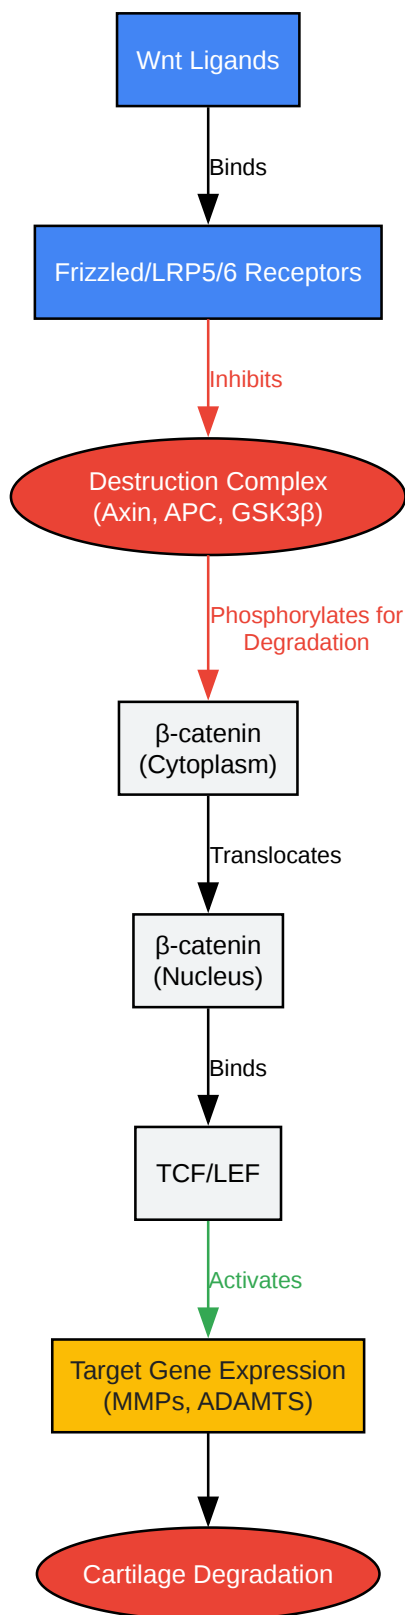 Wnt Ligands
Binds
Frizzled/LRP5/6 Receptors
Inhibits
Destruction Complex
(Axin, APC, GSK3β)
Phosphorylates for
Degradation
β-catenin
(Cytoplasm)
Translocates
β-catenin
(Nucleus)
Binds
TCF/LEF
Activates
Target Gene Expression
(MMPs, ADAMTS)
Cartilage Degradation